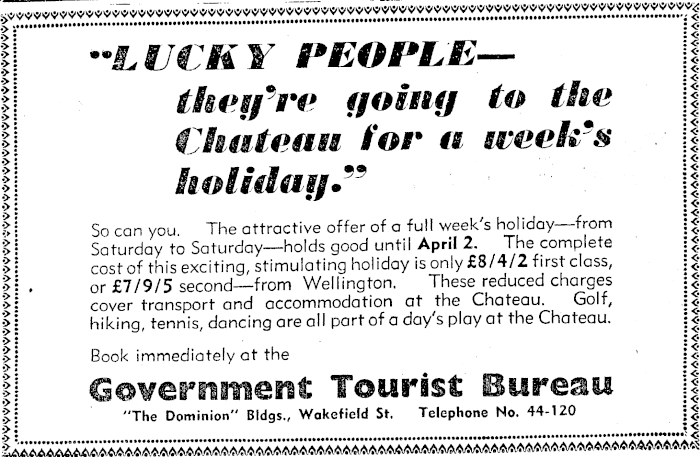 "LUCKY PEOPLE—
they're going to the
Chateau for a week's
holiday."
So can you. The attractive offer of a full week's holiday—from
Saturday to Saturday—holds good until April 2. The complete
cost of this exciting, stimulating holiday is only £8/4/2 first class,
or £7/9/5 second—from Wellington. These reduced charges
cover transport and accommodation at the Chateau. Golf,
hiking, tennis, dancing are all part of a day's play at the Chateau.
Book immediately at the
Government Tourist Bureau
"The Dominion" Bldgs., Wakefield St. Telephone No. 44-120